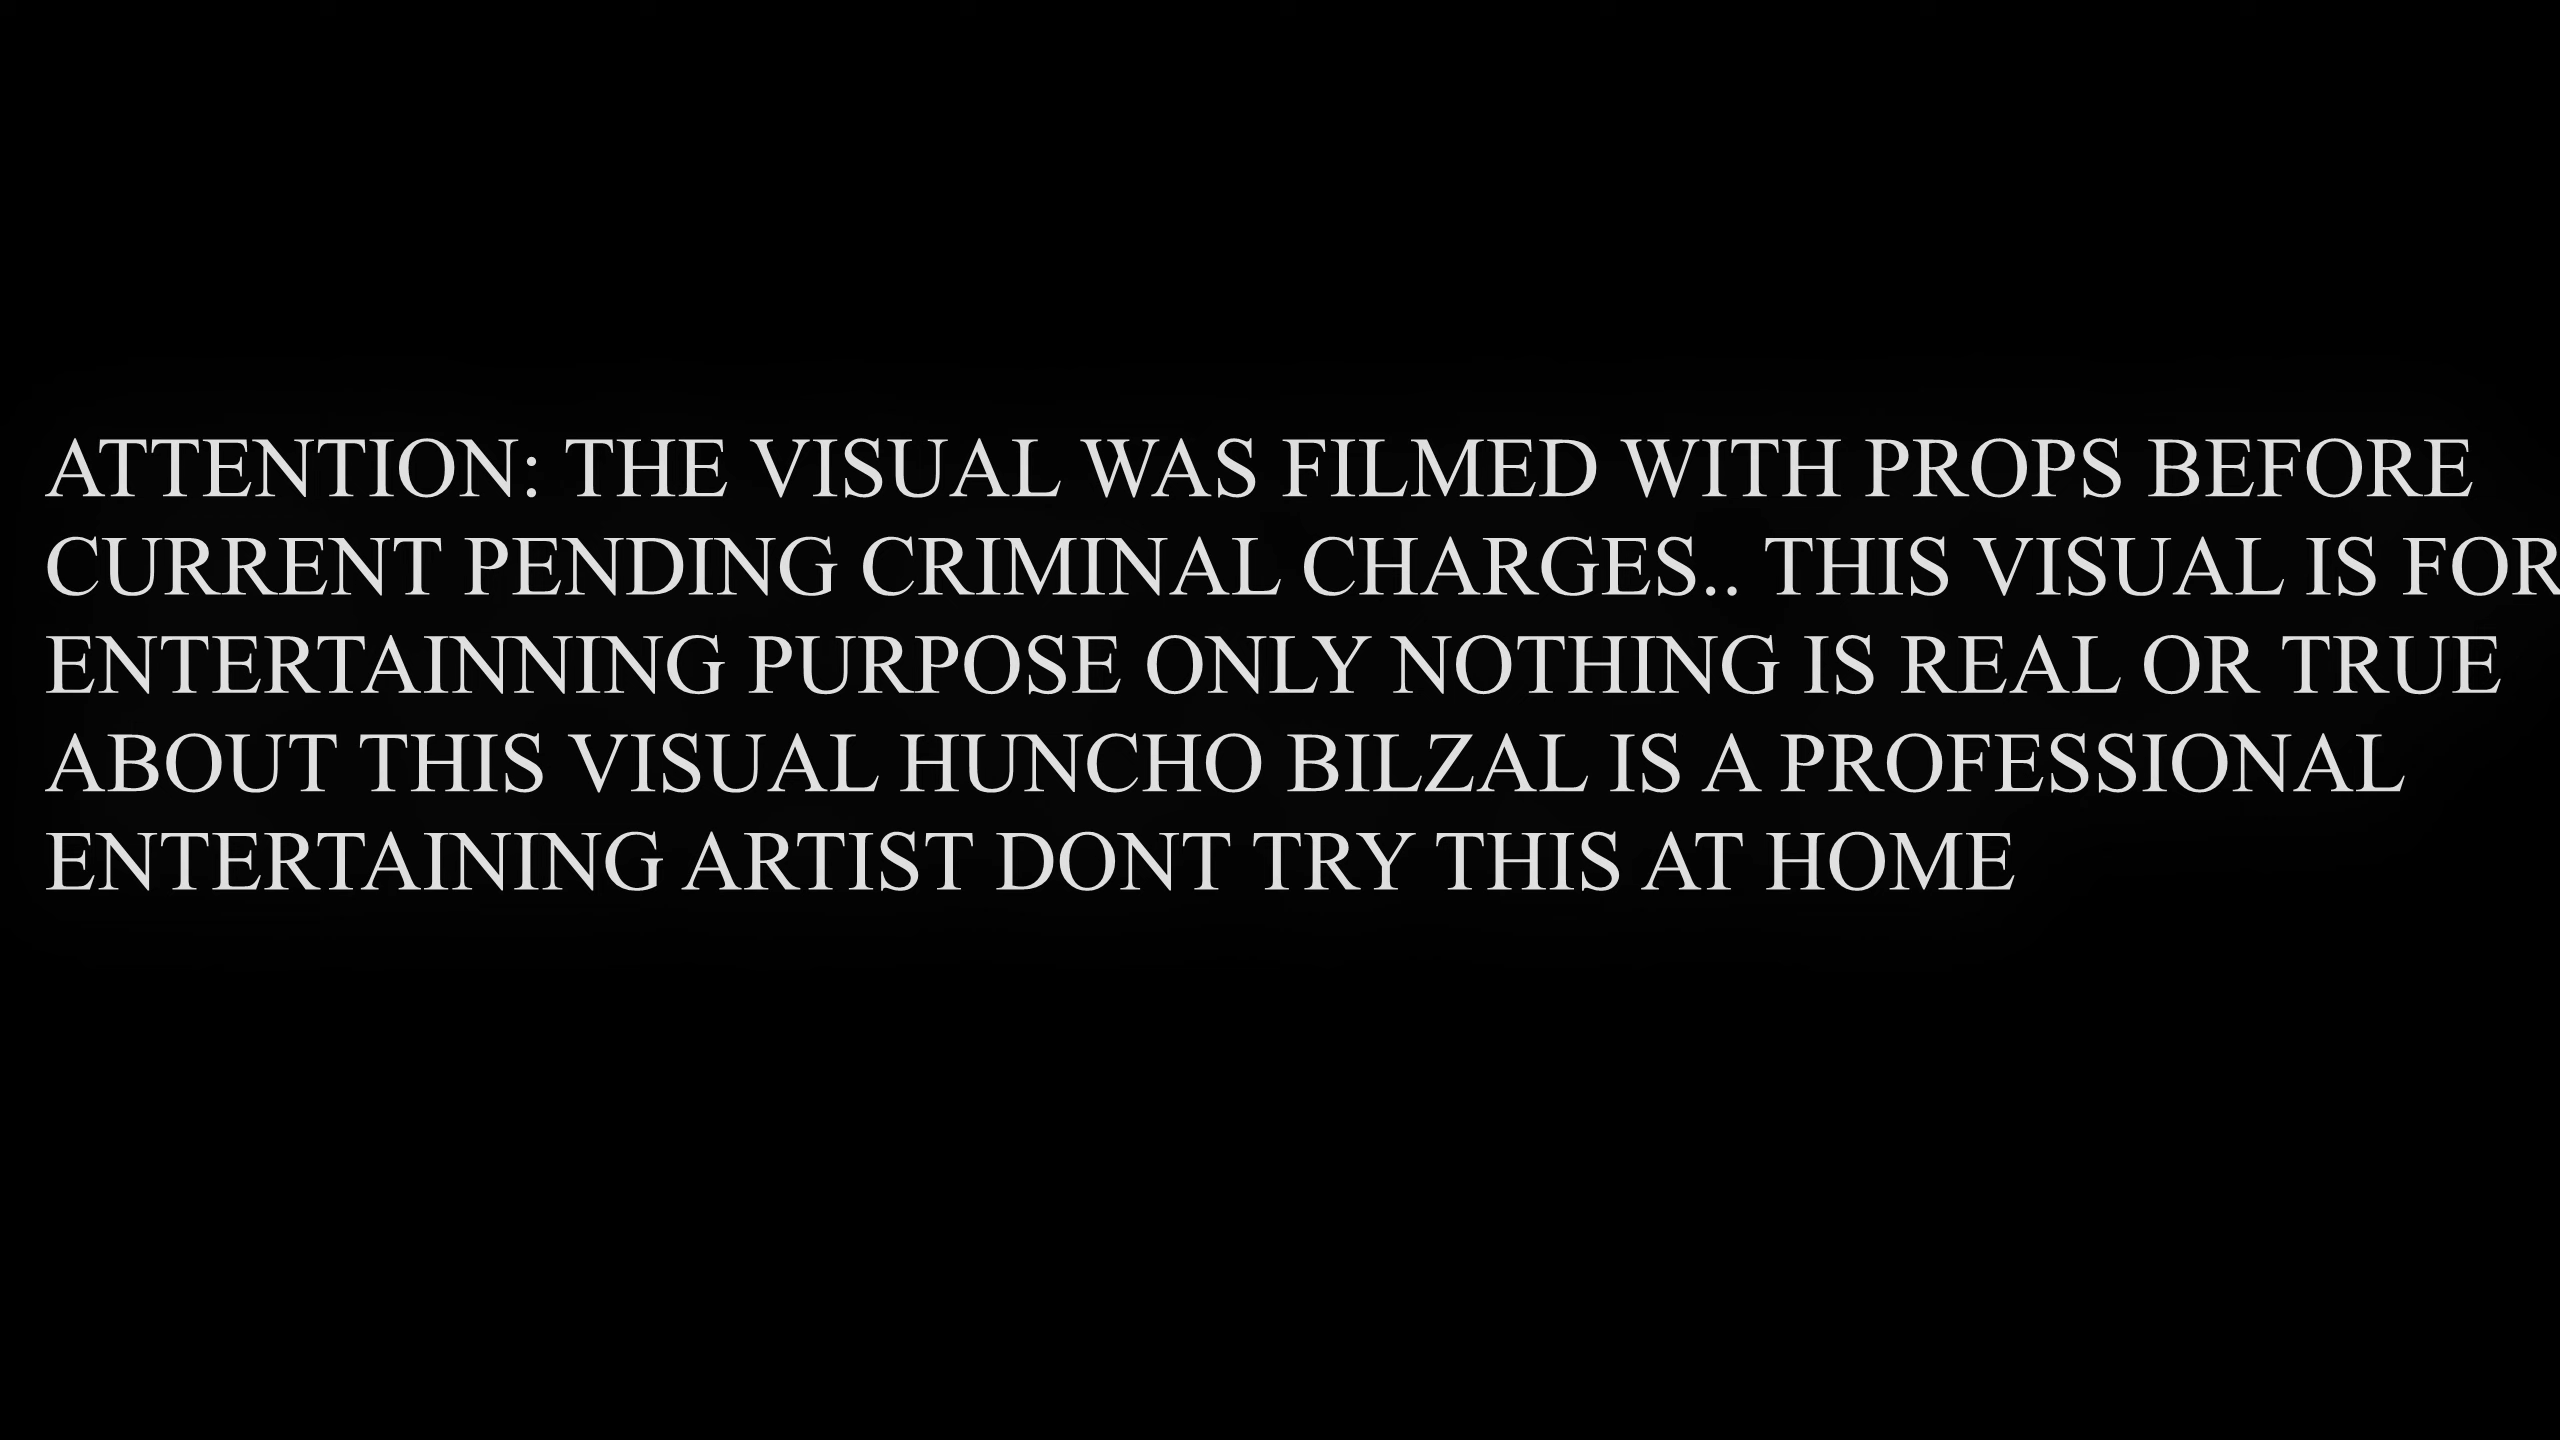 ATTENTION: THE VISUAL WAS FILMED WITH PROPS BEFORE
CURRENT PENDING CRIMINAL CHARGES.. THIS VISUAL IS FOR
ENTERTAINNING PURPOSE ONLY NOTHING IS REAL OR TRUE
ABOUT THIS VISUAL HUNCHO BILZAL IS A PROFESSIONAL
ENTERTAINING ARTIST DONT TRY THIS AT HOME